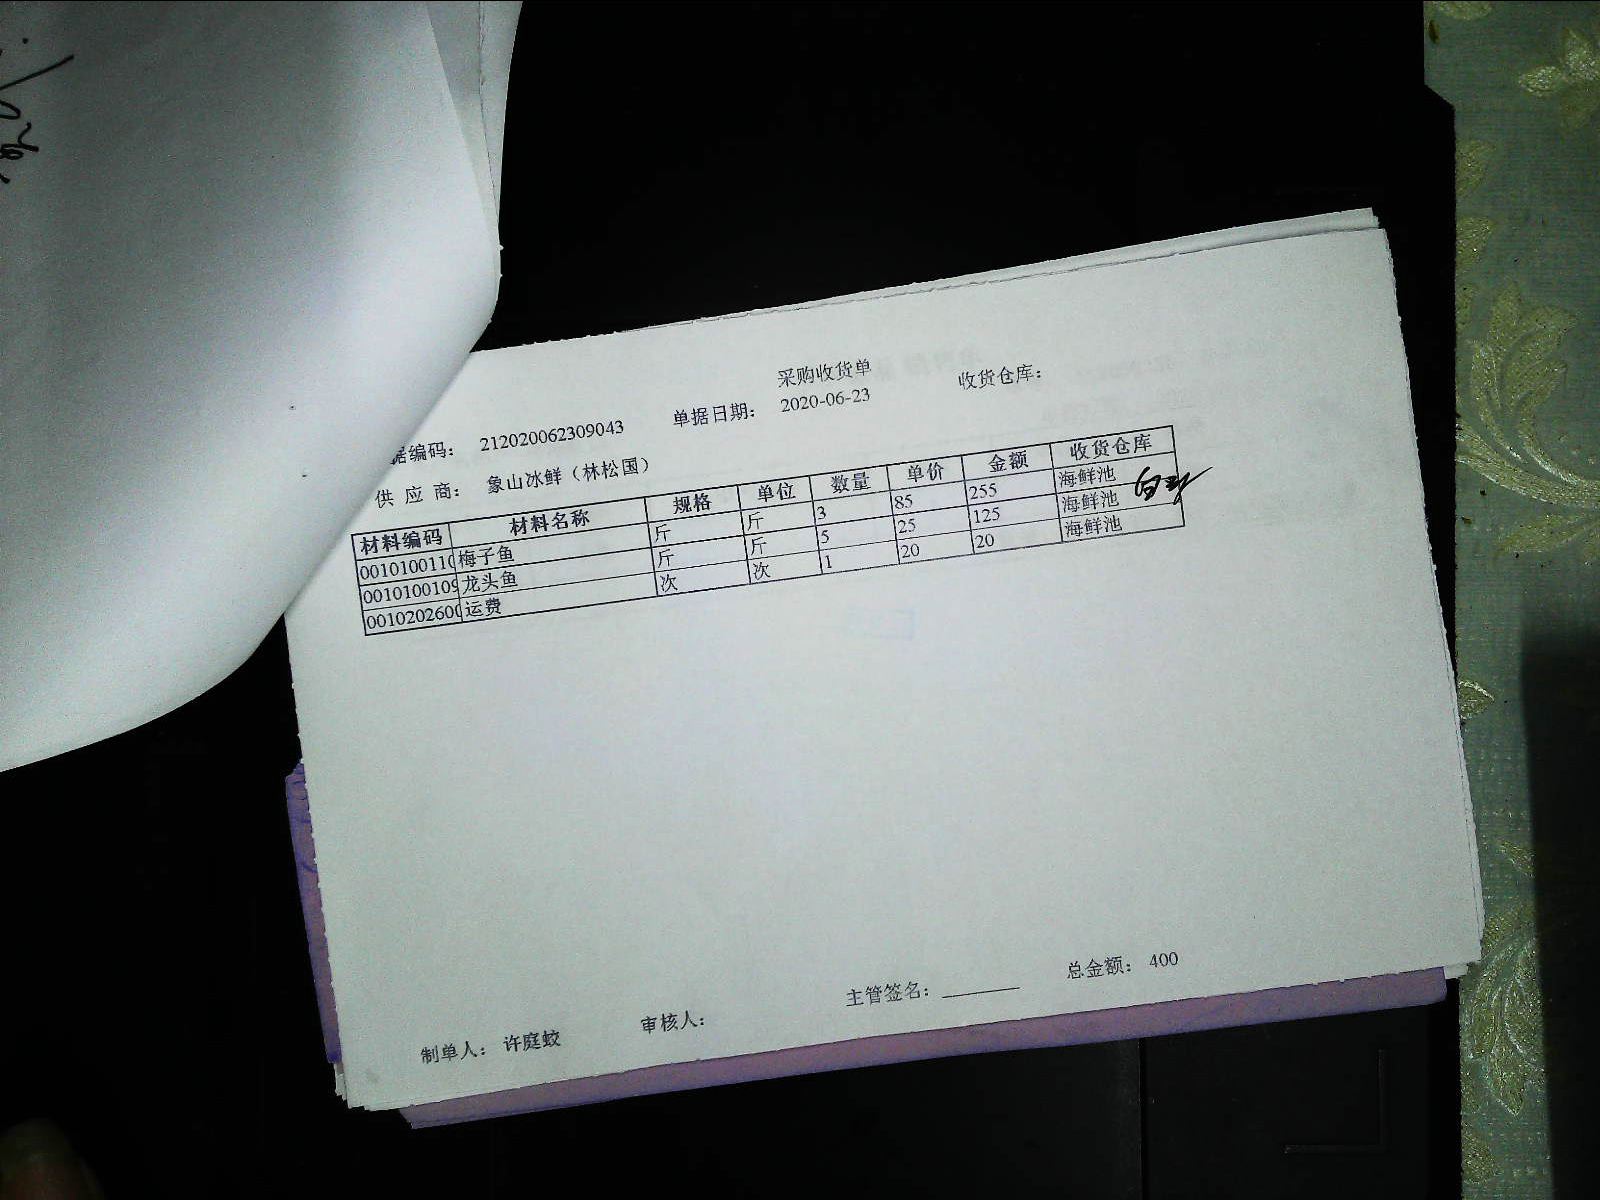 采购收货单
据编码： 212020062309043 单据日期： 2020-06-23 收货仓库：
供 应 商： 象山冰鲜（林松国）
材料编码 材料名称 规格 单位 数量 单价 金额 收货仓库
0010100110 梅子鱼 斤 斤 3 85 255 海鲜池
0010100109 龙头鱼 斤 斤 5 25 125 海鲜池
0010202600 运费 次 次 1 20 20 海鲜池
制单人： 许庭蛟 审核人： 主管签名： 总金额： 400